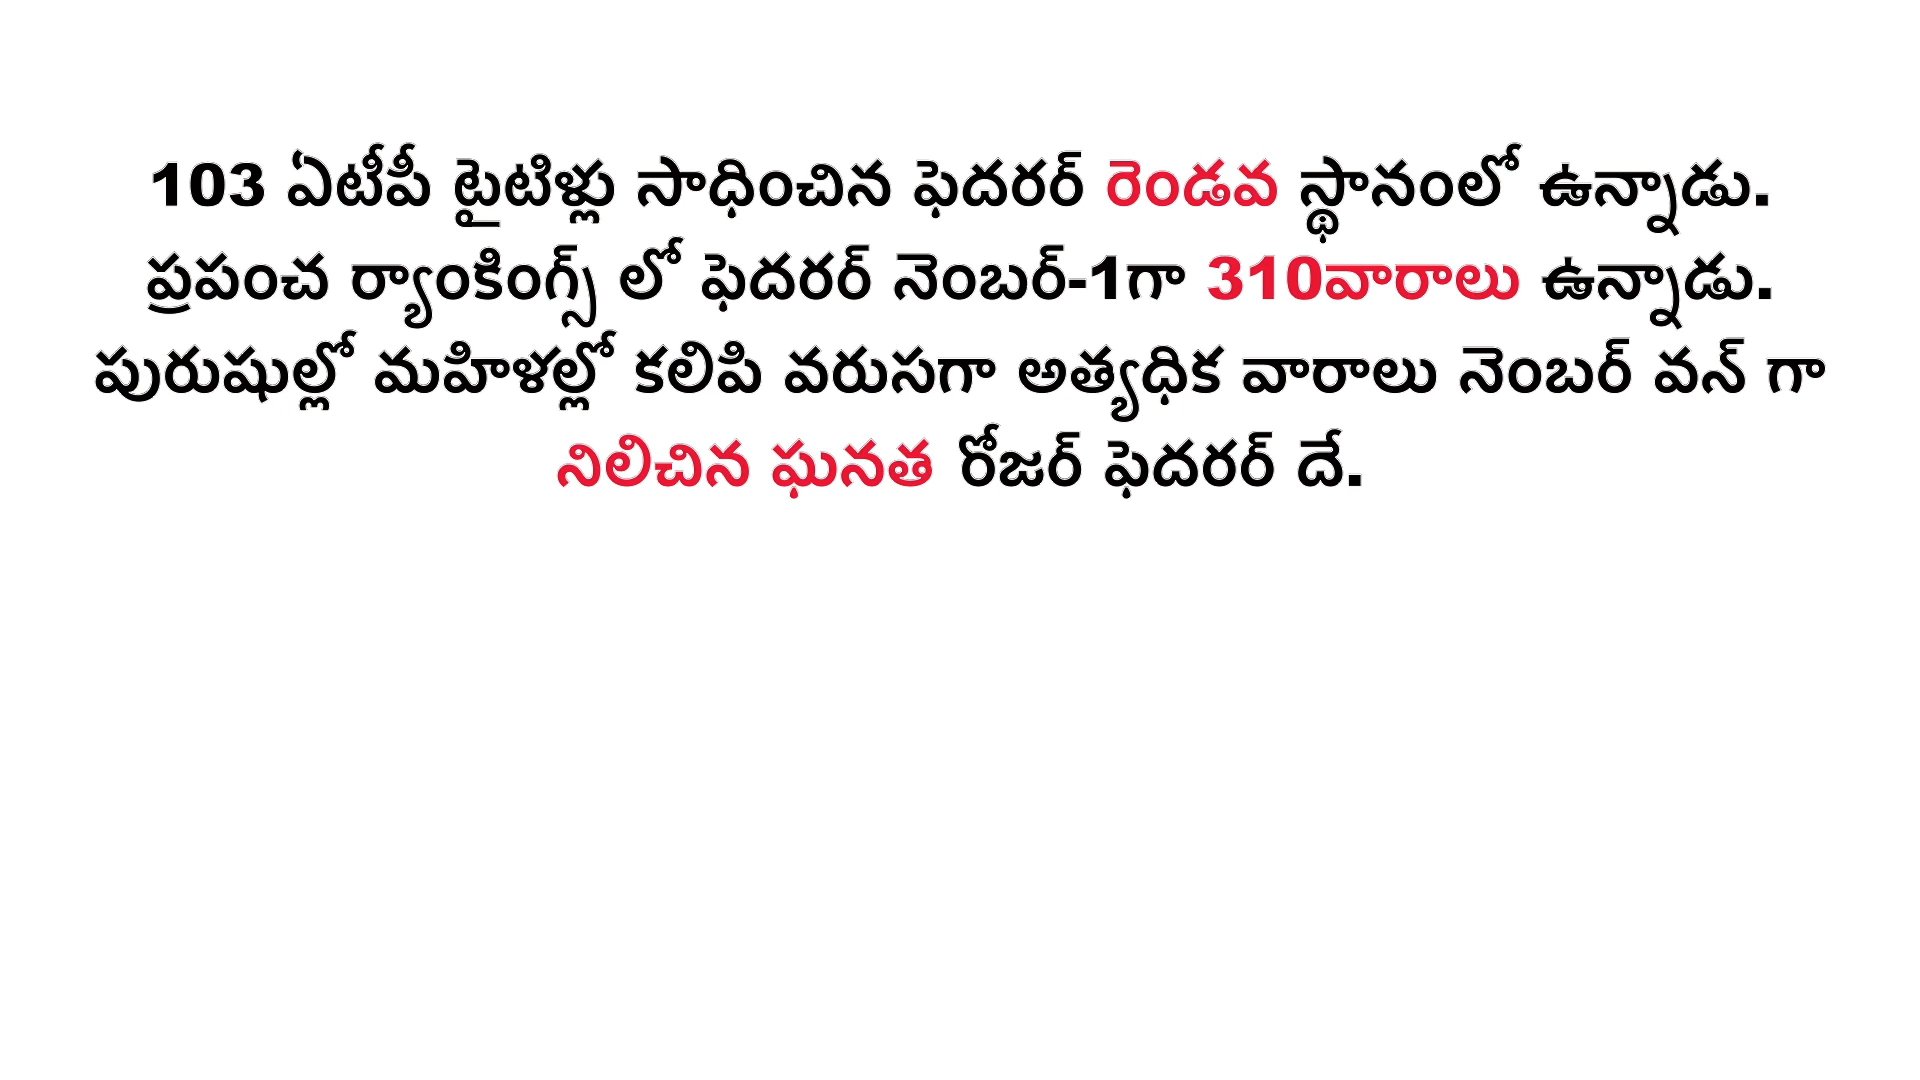 103 ఏటీపీ టైటిళ్లు సాధించిన ఫెదరర్ రెండవ స్థానంలో ఉన్నాడు.
ప్రపంచ ర్యాంకింగ్స్ లో ఫెదరర్ నెంబర్-1గా 310వారాలు ఉన్నాడు.
పురుషుల్లో మహిళల్లో కలిపి వరుసగా అత్యధిక వారాలు నెంబర్ వన్ గా
నిలిచిన ఘనత రోజర్ ఫెదరర్ దే.